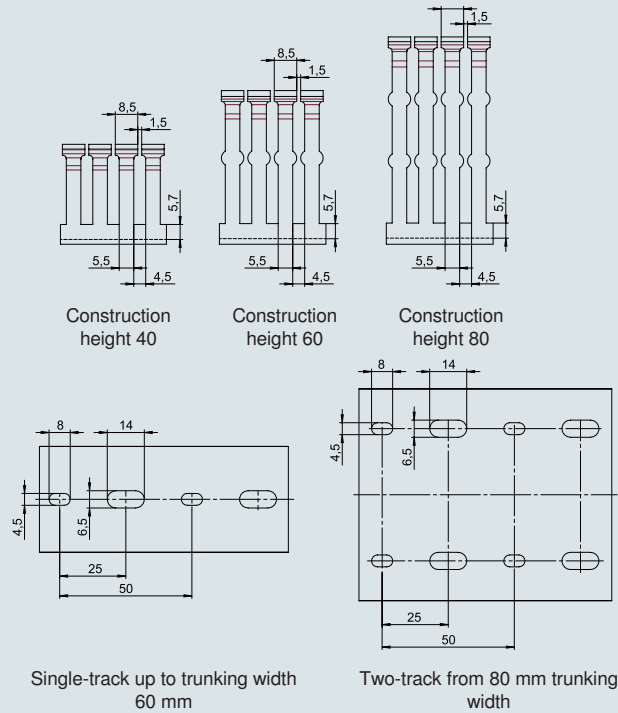 1,5
8,5
1,5
8,5
1,5
5,7
5,7
5,7
5,5
4,5
5,5
4,5
5,5
4,5
Construction
height 40
Construction
height 60
Construction
height 80
8
14
4,5
6,5
25
50
8
14
4,5
6,5
25
50
Single-track up to trunking width
60 mm
Two-track from 80 mm trunking
width